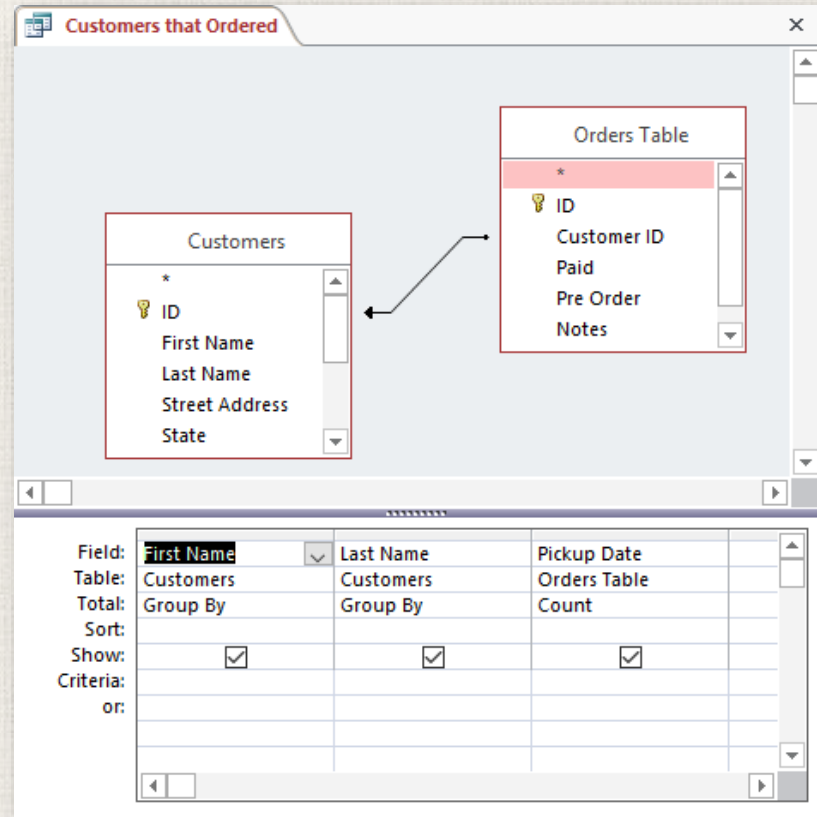 Customers that Ordered
Orders Table
*
ID
Customer ID
Paid
Pre Order
Notes
Customers
*
ID
First Name
Last Name
Street Address
State
Field: First Name Last Name Pickup Date
Table: Customers Customers Orders Table
Total: Group By Group By Count
Sort:
Show:
Criteria:
or: